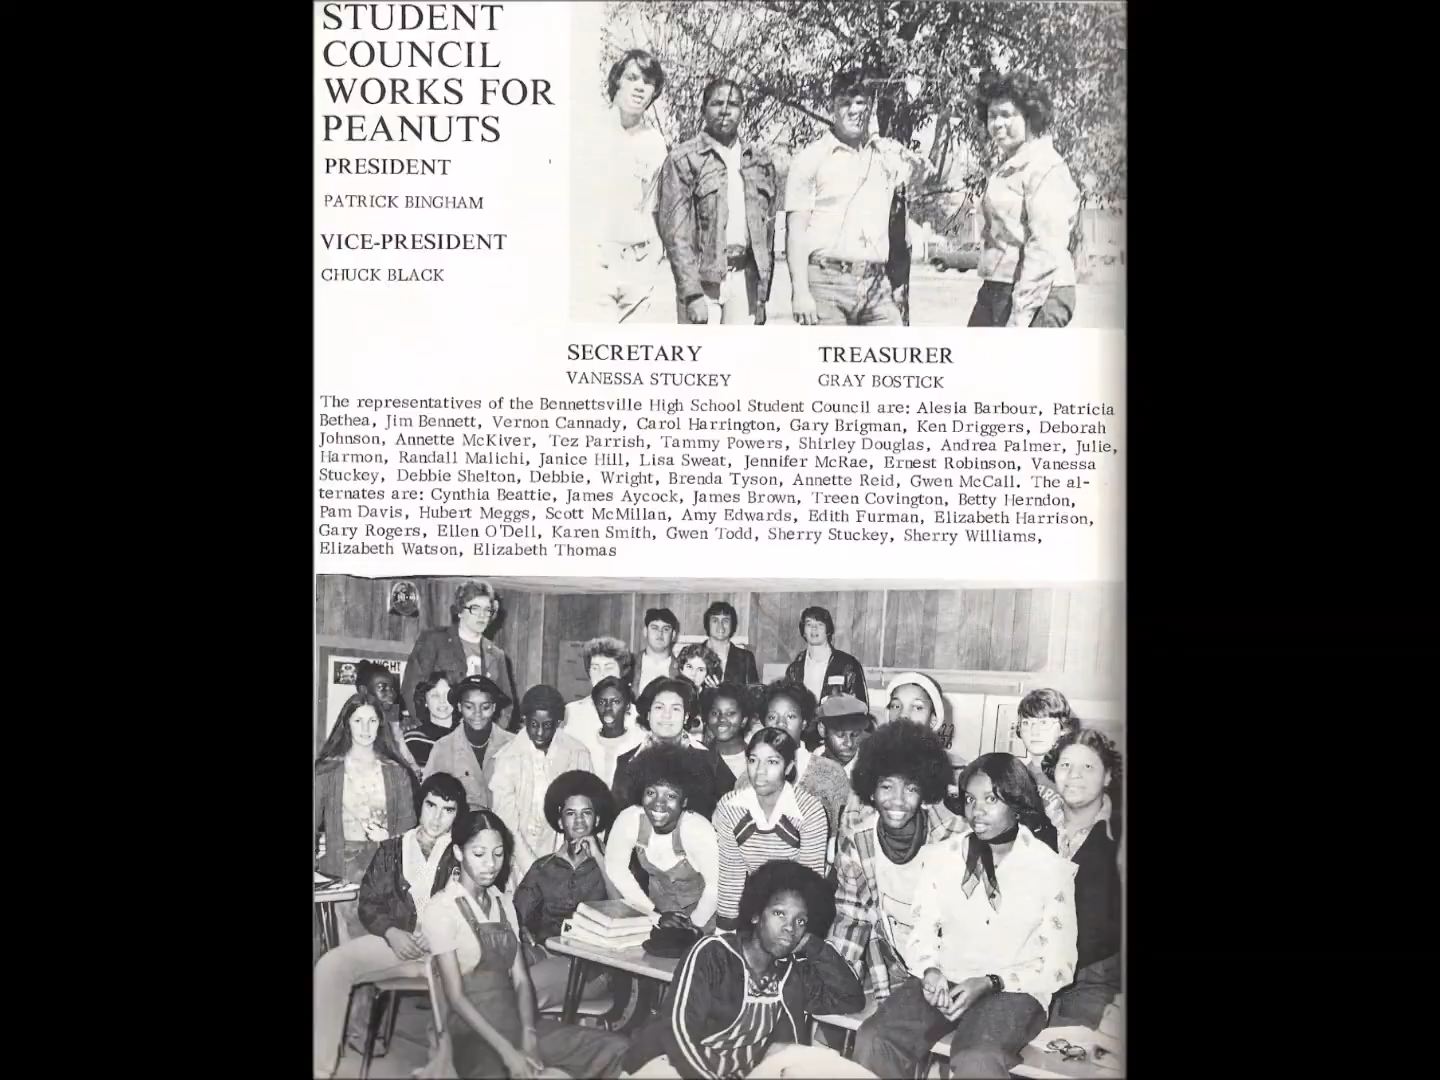 STUDENT
COUNCIL
WORKS FOR
PEANUTS
PRESIDENT
PATRICK BINGHAM
VICE-PRESIDENT
CHUCK BLACK
SECRETARY
VANESSA STUCKEY
TREASURER
GRAY BOSTICK
The representatives of the Bennettsville High School Student Council are: Alesia Barbour, Patricia
Bethea, Jim Bennett, Vernon Cannady, Carol Harrington, Gary Brigman, Ken Driggers, Deborah
Johnson, Annette McKiver, Tez Parrish, Tammy Powers, Shirley Douglas, Andrea Palmer, Julie,
Harmon, Randall Malichi, Janice Hill, Lisa Sweat, Jennifer McRae, Ernest Robinson, Vanessa
Stuckey, Debbie Shelton, Debbie, Wright, Brenda Tyson, Annette Reid, Gwen McCall. The al-
ternates are: Cynthia Beattie, James Aycock, James Brown, Treen Covington, Betty Herndon,
Pam Davis, Hubert Meggs, Scott McMillan, Amy Edwards, Edith Furman, Elizabeth Harrison,
Gary Rogers, Ellen O'Dell, Karen Smith, Gwen Todd, Sherry Stuckey, Sherry Williams,
Elizabeth Watson, Elizabeth Thomas